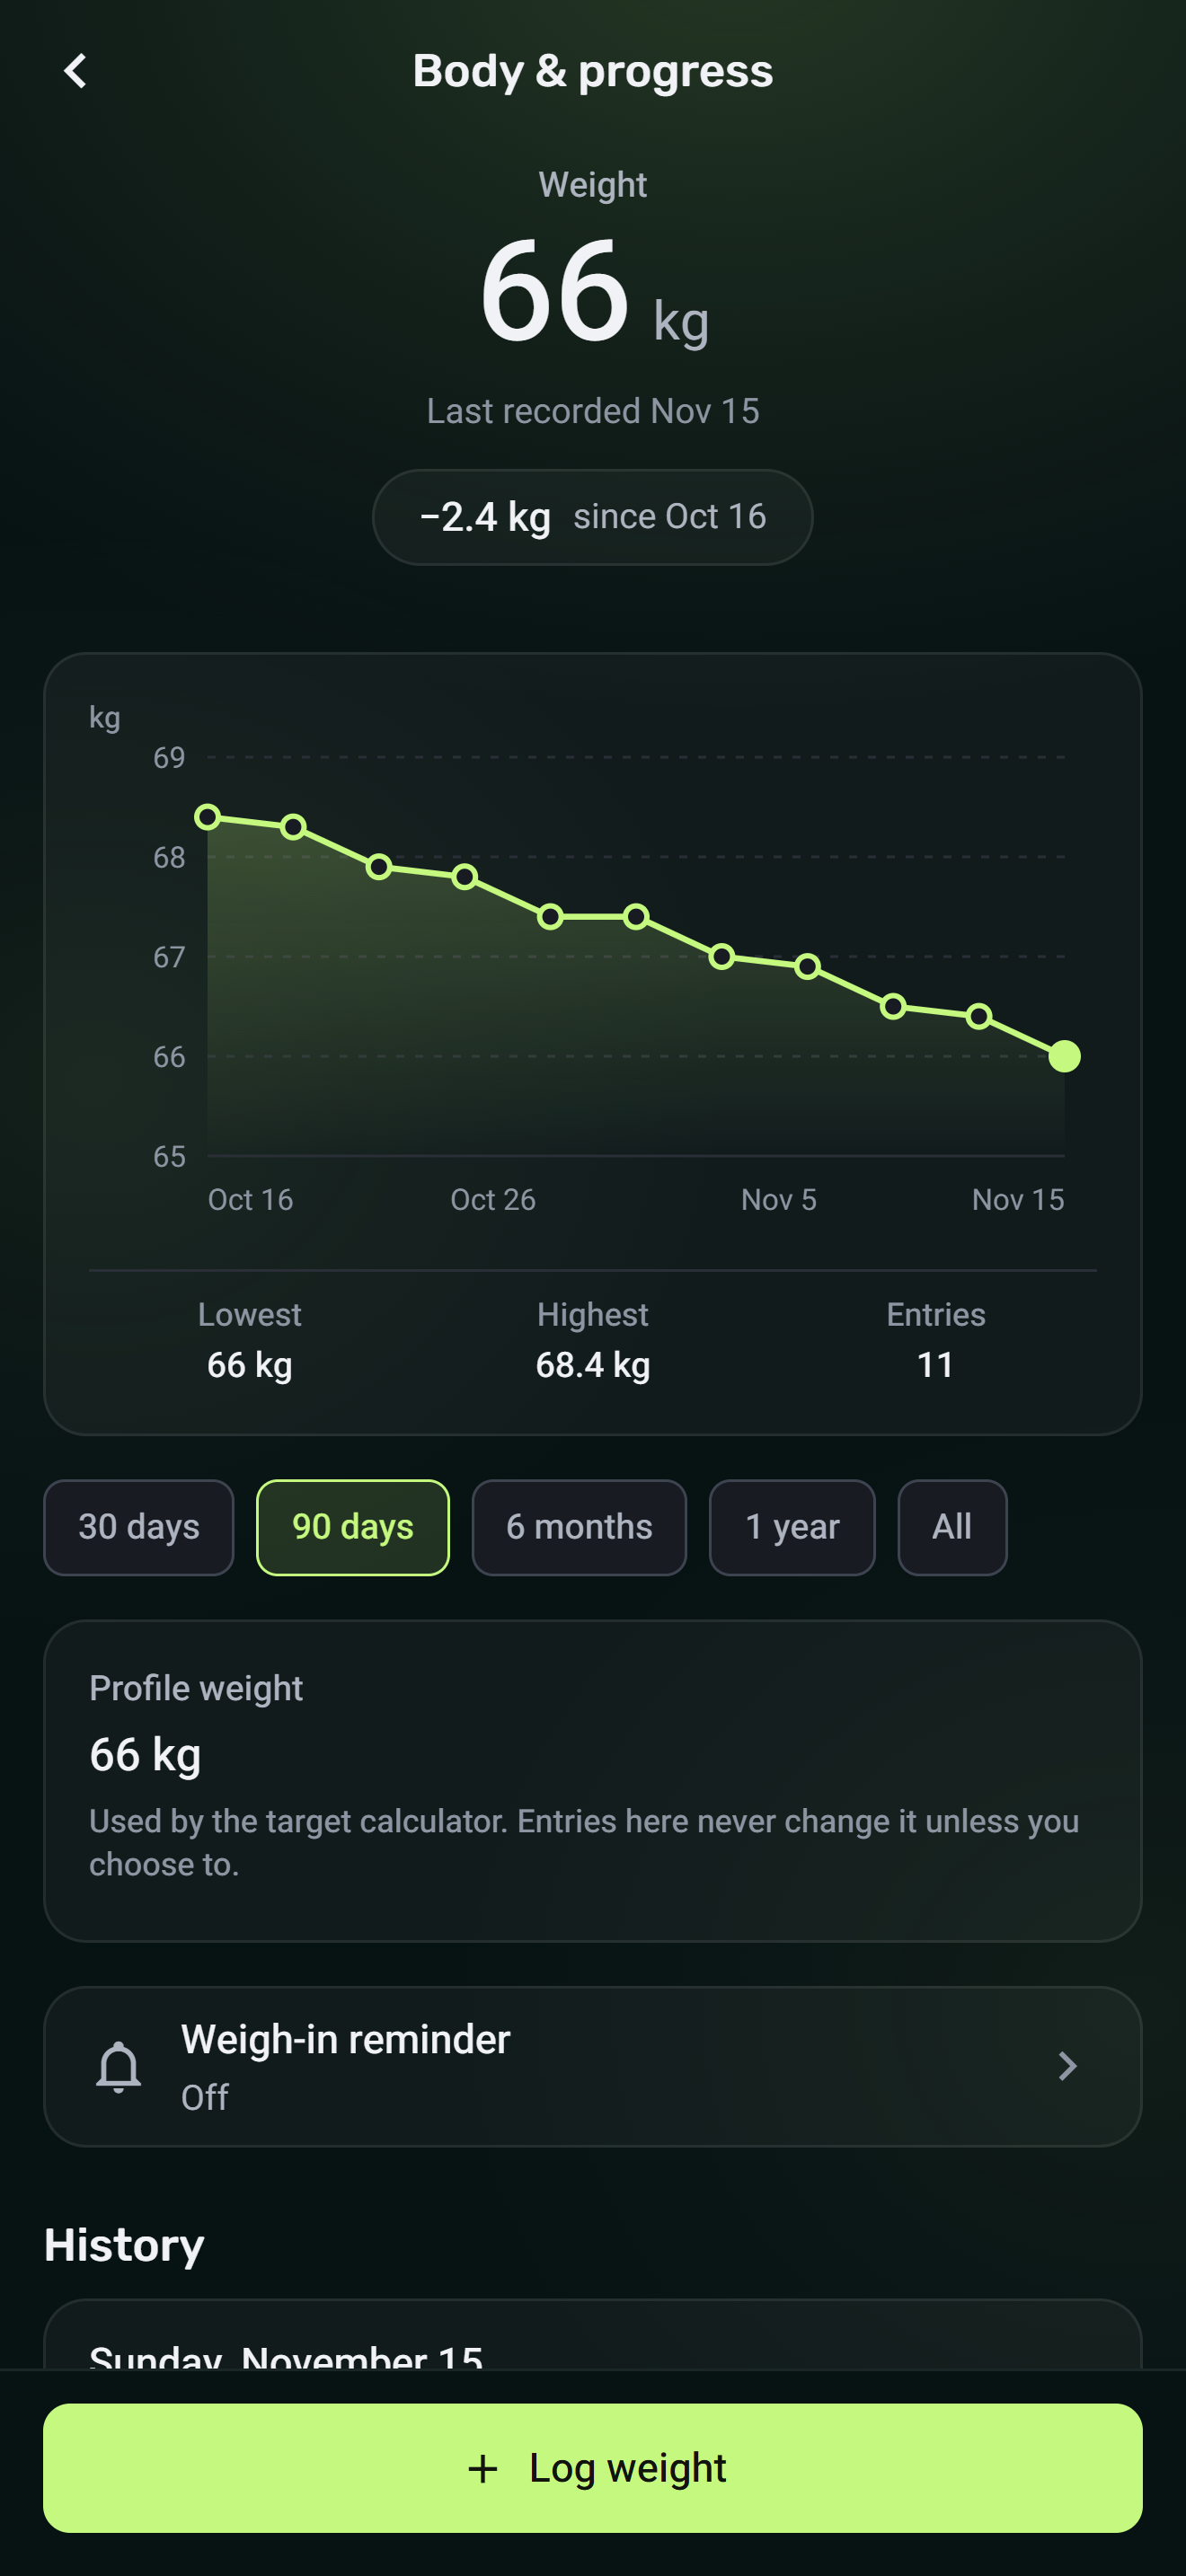 Body & progress
Weight
66 kg
Last recorded Nov 15
−2.4 kg since Oct 16
kg
69
68
67
66
65
Oct 16 Oct 26 Nov 5 Nov 15
Lowest Highest Entries
66 kg 68.4 kg 11
30 days 90 days 6 months 1 year All
Profile weight
66 kg
Used by the target calculator. Entries here never change it unless you
choose to.
Weigh-in reminder
Off
History
Sunday, November 15
+ Log weight